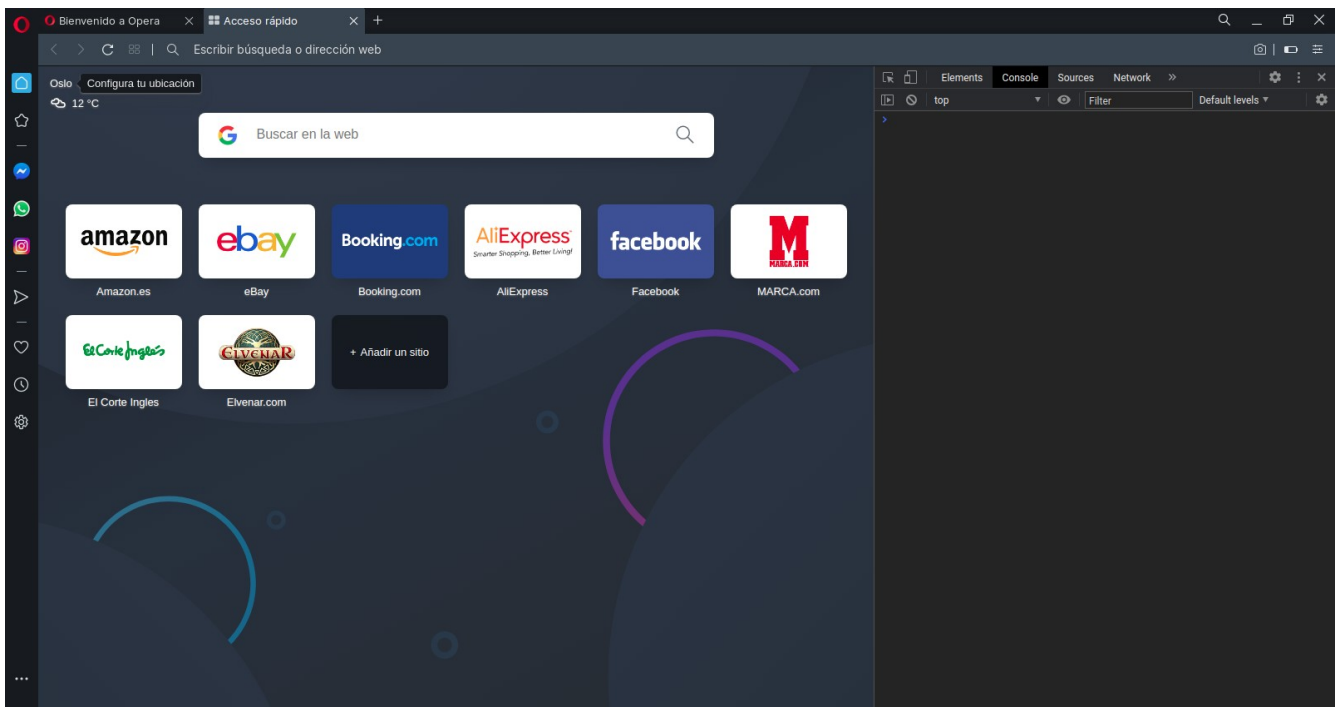 Bienvenido a Opera
Acceso rápido
Escribir búsqueda o dirección web
Oslo
Configura tu ubicación
12 °C
Buscar en la web
Elements Console Sources Network »
top Filter Default levels
amazon
ebay
Booking.com
AliExpress
Smarter Shopping, Better Living!
facebook
M
MARCA.COM
Amazon.es
eBay
Booking.com
AliExpress
Facebook
MARCA.com
El Corte Inglés
ELVENAR
+ Añadir un sitio
El Corte Ingles
Elvenar.com